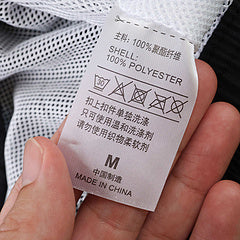 主料: 100%聚酯纤维
SHELL:
100% POLYESTER
扣上扣件单独洗涤
只可使用温和洗涤剂
请勿使用织物柔软剂
M
中国制造
MADE IN CHINA